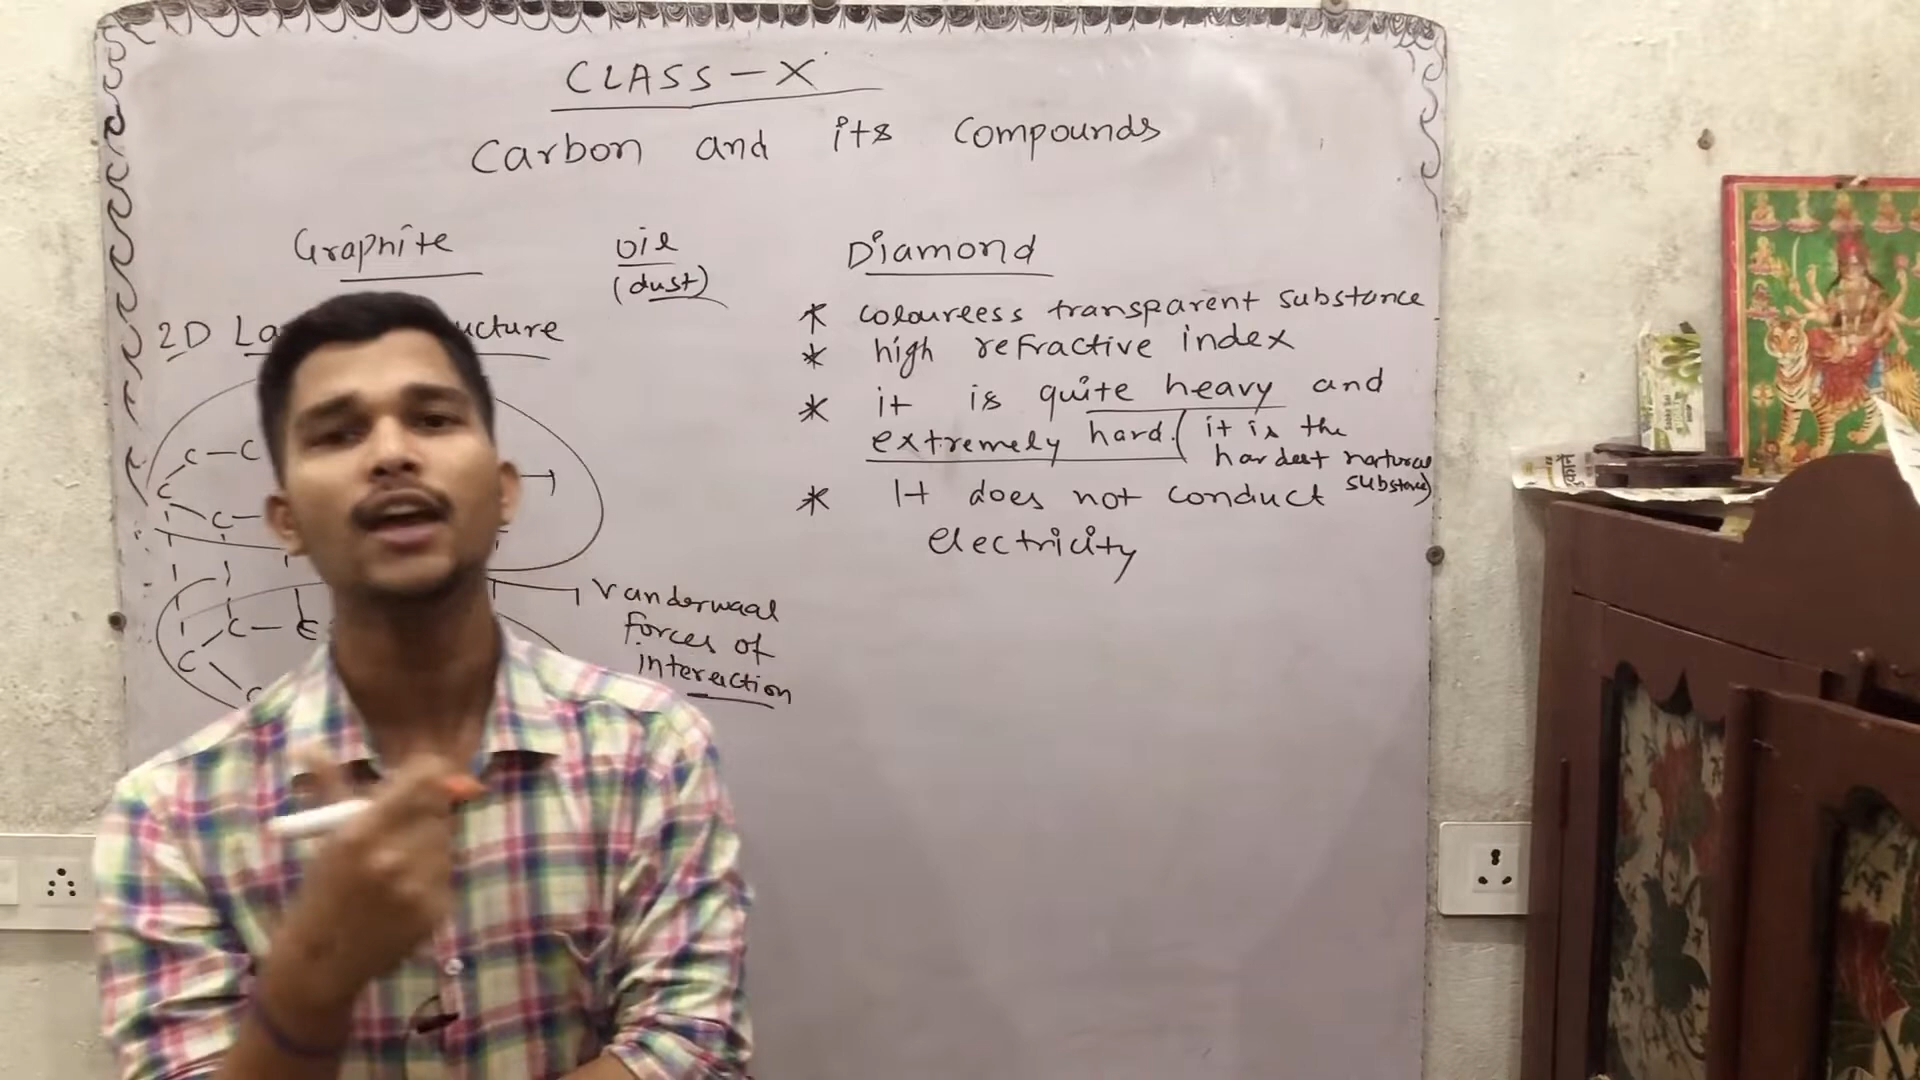 CLASS - X
Carbon and its Compounds
Graphite
2D La ucture
C - C
C
C -
C - C
C
Vanderwaal
forces of
interaction
oil
(dust)
Diamond
* colourless transparent substance
* high refractive index
* it is quite heavy and
extremely hard. ( it is the
hardest natural
substance)
* It does not conduct
electricity